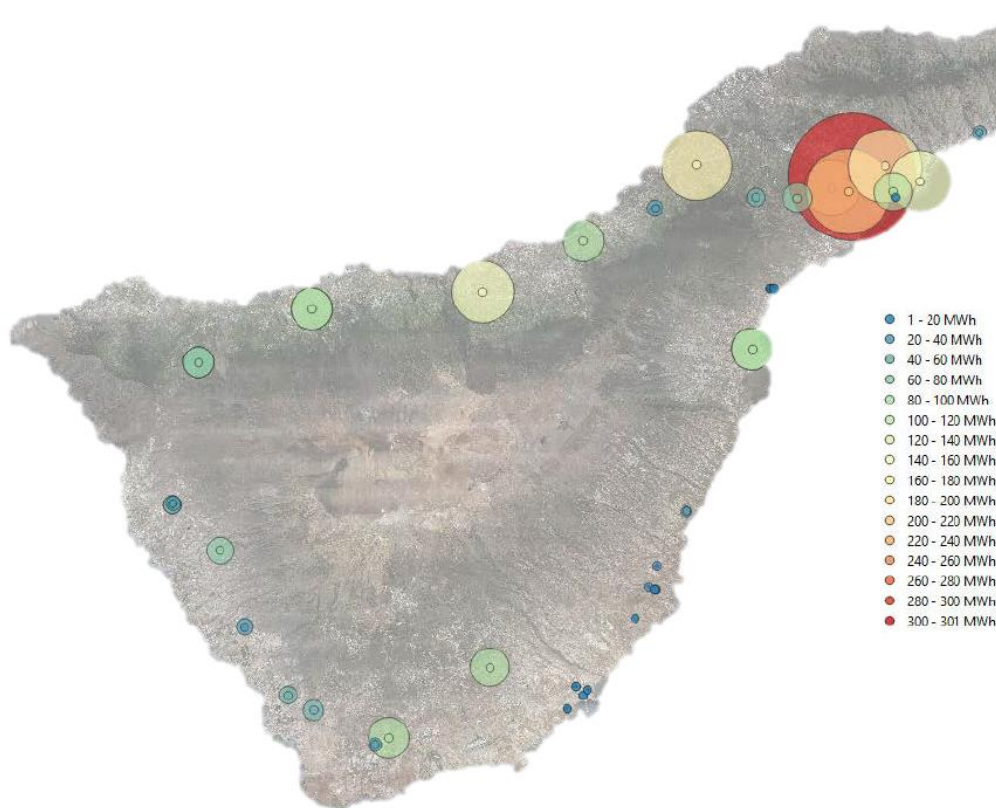 1 - 20 MWh
20 - 40 MWh
40 - 60 MWh
60 - 80 MWh
80 - 100 MWh
100 - 120 MWh
120 - 140 MWh
140 - 160 MWh
160 - 180 MWh
180 - 200 MWh
200 - 220 MWh
220 - 240 MWh
240 - 260 MWh
260 - 280 MWh
280 - 300 MWh
300 - 301 MWh